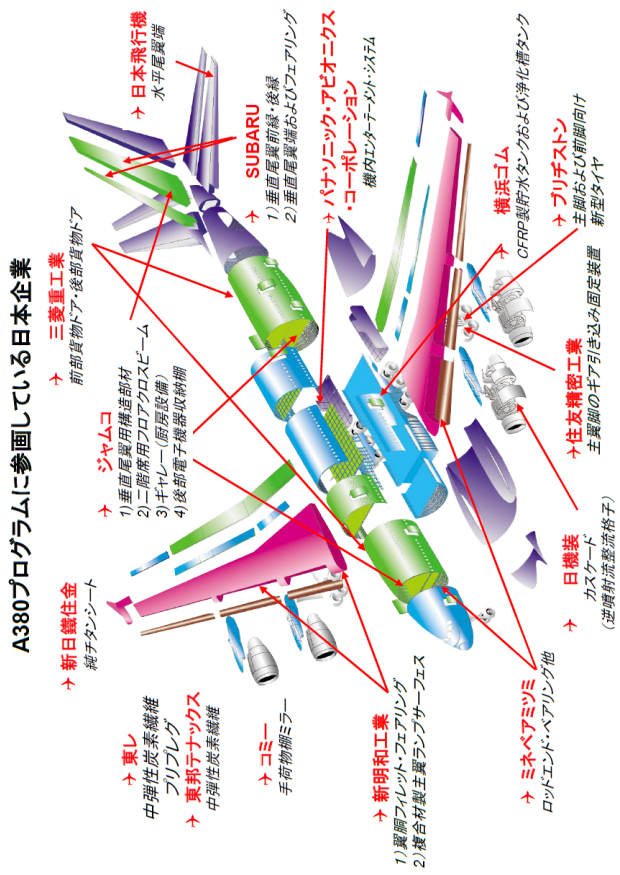 A380プログラムに参画している日本企業
新日鐵住金
純チタンシート
ジャムコ
1)垂直尾翼用構造部材
2)二階席用フロアクロスビーム
3)ギャレー(厨房設備)
4)後部電子機器収納棚
三菱重工業
前部貨物ドア・後部貨物ドア
日本飛行機
水平尾翼端
SUBARU
1)垂直尾翼前縁・後縁
2)垂直尾翼端およびフェアリング
パナソニック・アビオニクス
・コーポレーション
機内エンターテーメント・システム
東レ
中弾性炭素繊維
プリプレグ
東邦テナックス
中弾性炭素繊維
コミー
手荷物棚ミラー
新明和工業
1)翼胴フィレット・フェアリング
2)複合材製主翼ランプサーフェス
ミネベアミツミ
ロッドエンド・ベアリング他
日機装
カスケード
(逆噴射流整流格子)
住友精密工業
主翼脚のギア引き込み固定装置
横浜ゴム
CFRP製貯水タンクおよび浄化槽タンク
ブリヂストン
主脚および前脚向け
新型タイヤ